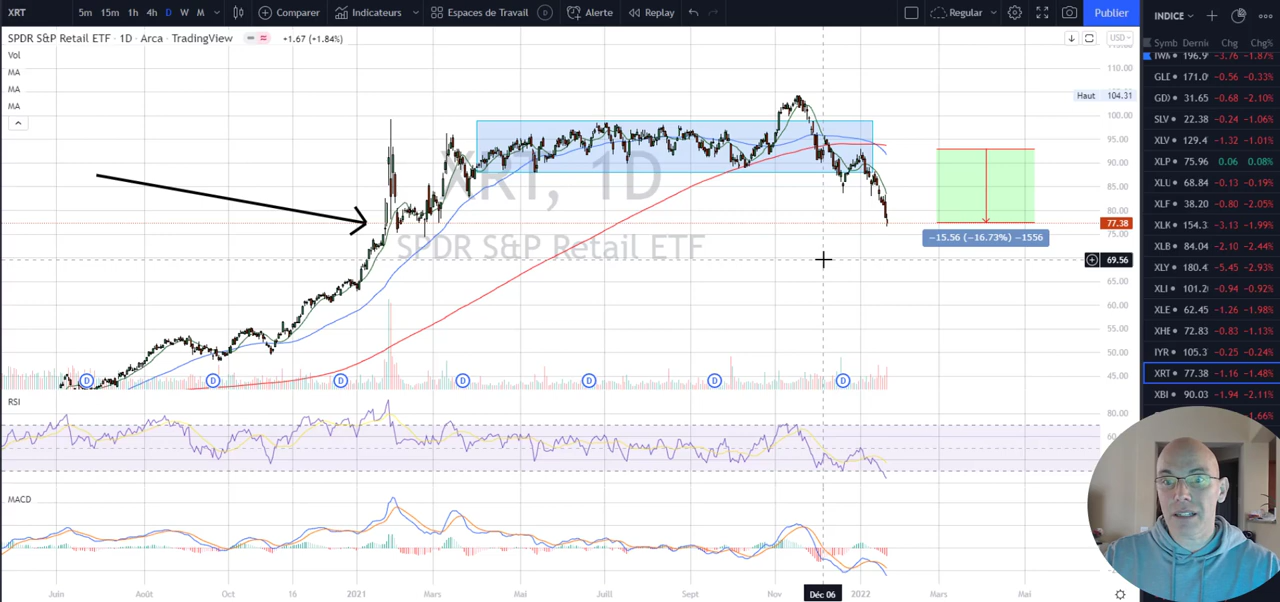 XRT 5m 15m 1h 4h D W M Comparer Indicateurs Espaces de Travail D Alerte Replay Regular Publier INDICE
SPDR S&P Retail ETF · 1D · Arca · TradingView +1.67 (+1.84%) USD
Symb Dernie Chg Chg%
Vol
MA
MA
MA
IWM 196.9 -3.76 -1.87%
GLD 171.0 -0.56 -0.33%
GDX 31.65 -0.68 -2.10%
SLV 22.38 -0.24 -1.06%
XLV 129.4 -1.32 -1.01%
XLP 75.96 0.06 0.08%
XLU 68.84 -0.13 -0.19%
XLF 38.20 -0.80 -2.05%
XLK 154.3 -3.13 -1.99%
XLB 84.04 -2.10 -2.44%
XLY 180.4 -5.45 -2.93%
XLI 101.2 -0.94 -0.92%
XLE 62.45 -1.26 -1.98%
XHE 72.83 -0.83 -1.13%
IYR 105.3 -0.25 -0.24%
XRT 77.38 -1.16 -1.48%
XBI 90.03 -1.94 -2.11%
-1.66%
115.00
110.00
Haut 104.31
100.00
95.00
90.00
85.00
80.00
77.38
75.00
69.56
65.00
60.00
55.00
50.00
45.00
XRT, 1D
SPDR S&P Retail ETF
−15.56 (−16.73%) −1556
D D D D D D D
RSI
80.00
MACD
Juin Août Oct 16 2021 Mars Mai Juill Sept Nov Déc 06 2022 Mars Mai